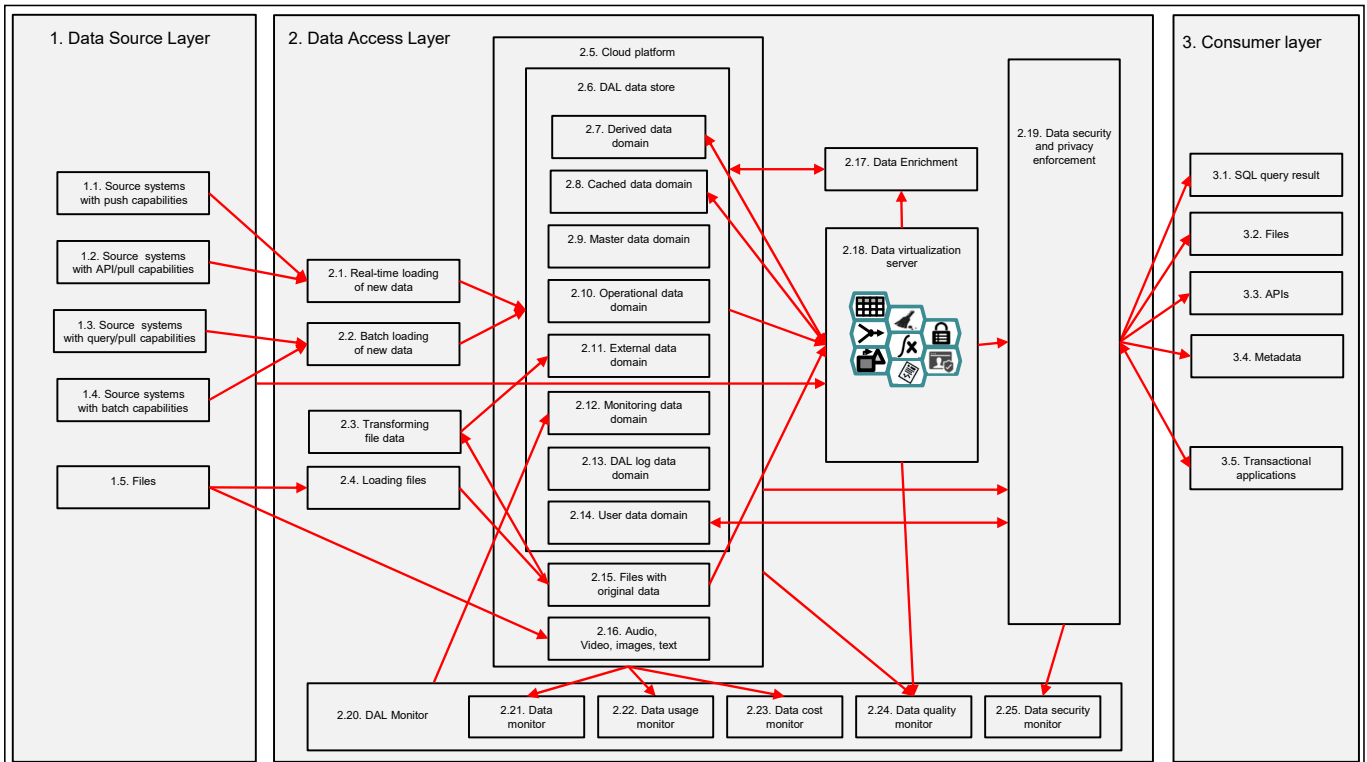 1. Data Source Layer
1.1. Source systems
with push capabilities
1.2. Source systems
with API/pull capabilities
1.3. Source systems
with query/pull capabilities
1.4. Source systems
with batch capabilities
1.5. Files
2. Data Access Layer
2.1. Real-time loading
of new data
2.2. Batch loading
of new data
2.3. Transforming
file data
2.4. Loading files
2.5. Cloud platform
2.6. DAL data store
2.7. Derived data
domain
2.8. Cached data domain
2.9. Master data domain
2.10. Operational data
domain
2.11. External data
domain
2.12. Monitoring data
domain
2.13. DAL log data
domain
2.14. User data domain
2.15. Files with
original data
2.16. Audio,
Video, images, text
2.17. Data Enrichment
2.18. Data virtualization
server
2.19. Data security
and privacy
enforcement
2.20. DAL Monitor
2.21. Data
monitor
2.22. Data usage
monitor
2.23. Data cost
monitor
2.24. Data quality
monitor
2.25. Data security
monitor
3. Consumer layer
3.1. SQL query result
3.2. Files
3.3. APIs
3.4. Metadata
3.5. Transactional
applications